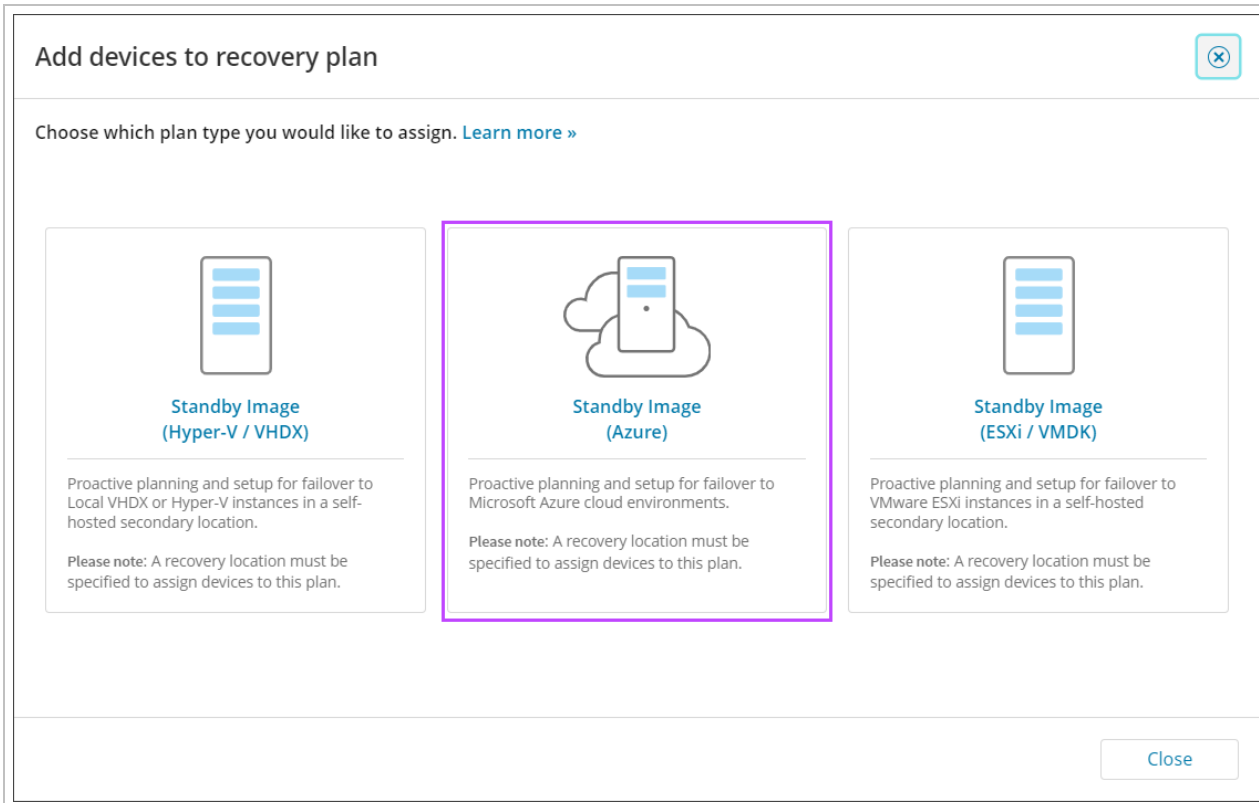 Add devices to recovery plan
Choose which plan type you would like to assign. Learn more »
Standby Image
(Hyper-V / VHDX)
Proactive planning and setup for failover to
Local VHDX or Hyper-V instances in a self-
hosted secondary location.
Please note: A recovery location must be
specified to assign devices to this plan.
Standby Image
(Azure)
Proactive planning and setup for failover to
Microsoft Azure cloud environments.
Please note: A recovery location must be
specified to assign devices to this plan.
Standby Image
(ESXi / VMDK)
Proactive planning and setup for failover to
VMware ESXi instances in a self-hosted
secondary location.
Please note: A recovery location must be
specified to assign devices to this plan.
Close